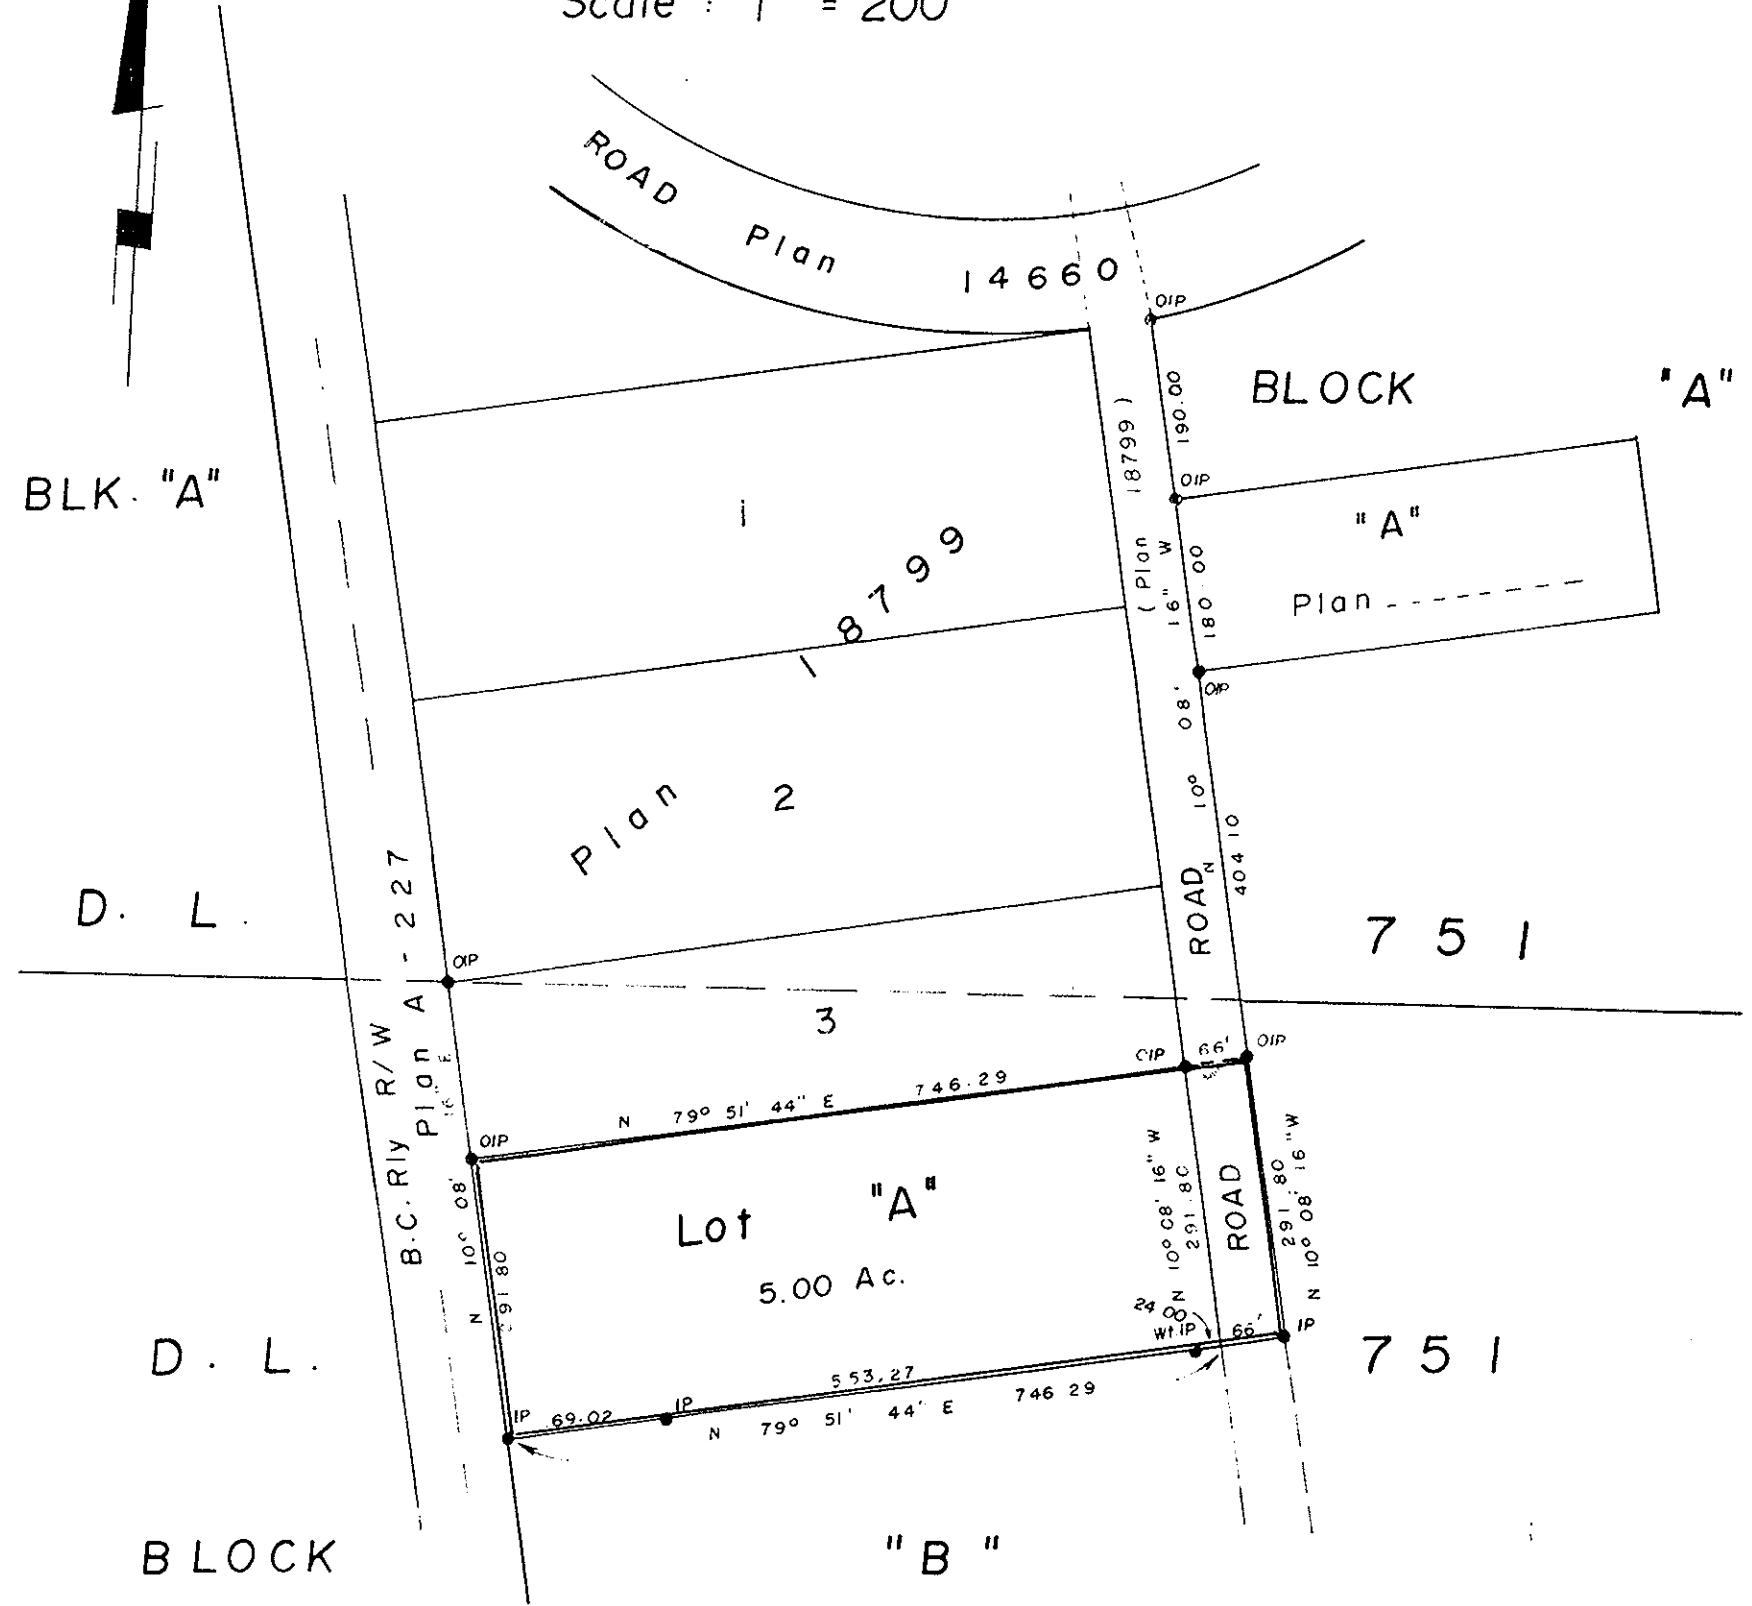 Scale : 1" = 200'
ROAD Plan 14660
OIP
BLOCK "A"
190.00
( Plan 18799 )
OIP
BLK. "A"
1
"A"
Plan
180.00
Plan 18799
OIP
2
N 10° 08' 16" W
404.10
ROAD
D. L. 751
OIP
3
B.C. Rly R/W
Plan A - 227
OIP 66' OIP
N 79° 51' 44" E 746.29
OIP
N 10° 08' 16" E
291.80
Lot "A"
5.00 Ac.
N 10° 08' 16" W
291.80
ROAD
291.80
N 10° 08' 16" W
24.00
Wt. IP 66' IP
D. L. 751
553.27
IP 69.02 IP
N 79° 51' 44" E 746.29
BLOCK "B"